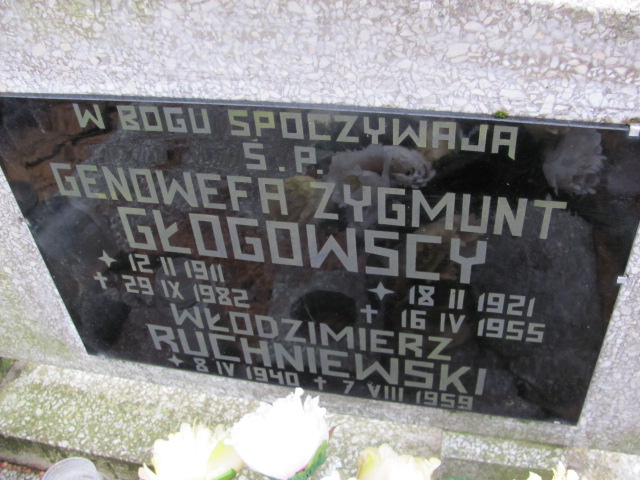 W BOGU SPOCZYWAJĄ
Ś.P.
GENOWEFA ZYGMUNT
GŁOGOWSCY
✦ 12 II 1911 ✦ 18 II 1921
✝ 29 IX 1982 ✝ 16 IV 1955
WŁODZIMIERZ
RUCHNIEWSKI
✦ 8 IV 1940 ✝ 7 VIII 1959